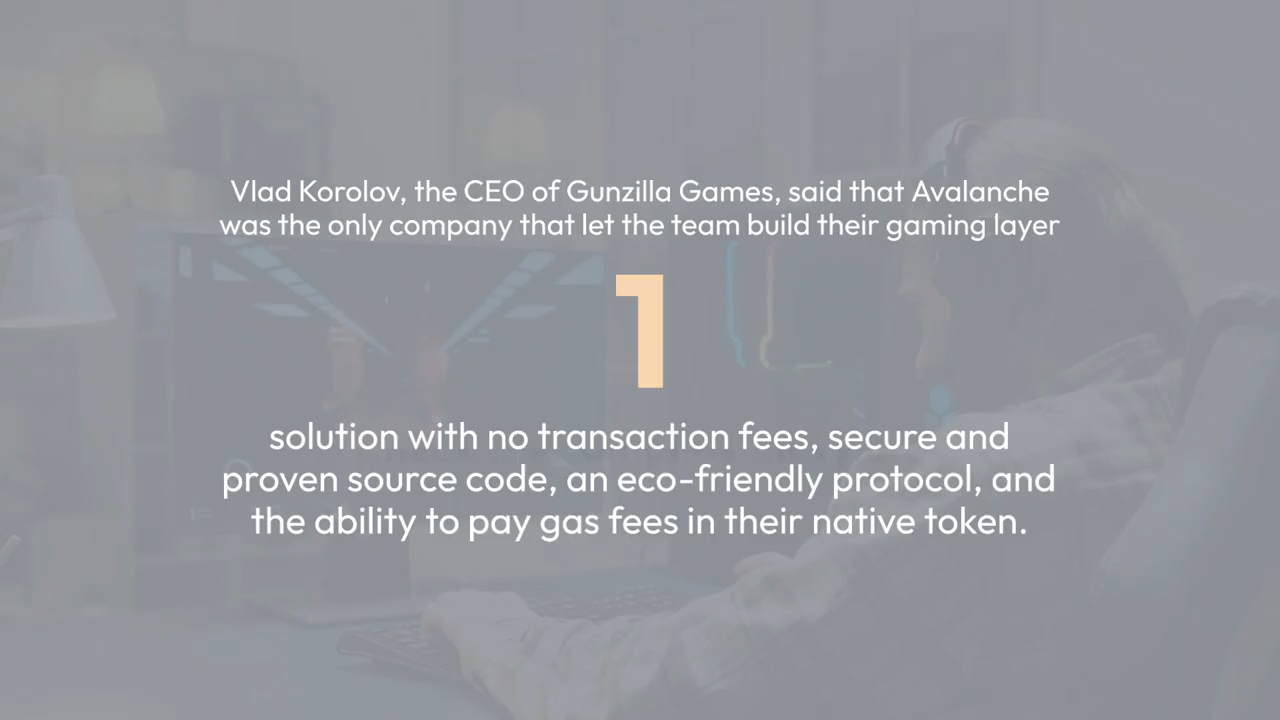 Vlad Korolov, the CEO of Gunzilla Games, said that Avalanche
was the only company that let the team build their gaming layer
1
solution with no transaction fees, secure and
proven source code, an eco-friendly protocol, and
the ability to pay gas fees in their native token.